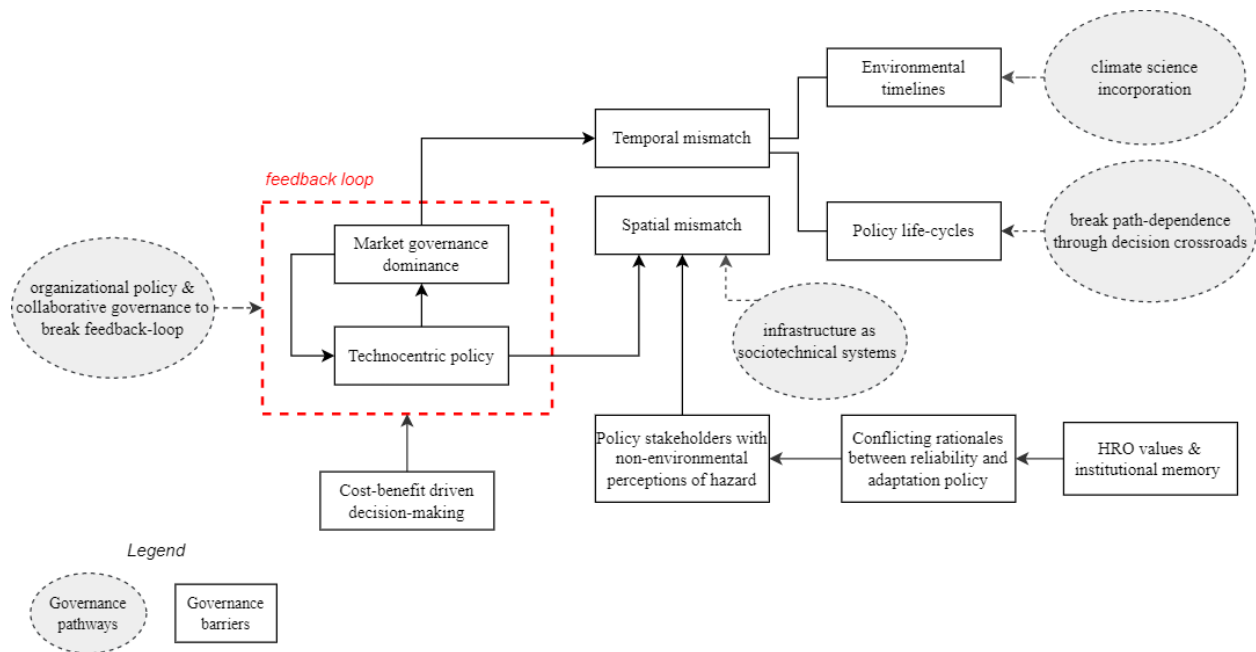 Environmental
timelines
climate science
incorporation
Temporal mismatch
feedback loop
Spatial mismatch
Policy life-cycles
break path-dependence
through decision crossroads
Market governance
dominance
organizational policy &
collaborative governance to
break feedback-loop
Technocentric policy
infrastructure as
sociotechnical systems
Policy stakeholders with
non-environmental
perceptions of hazard
Conflicting rationales
between reliability and
adaptation policy
HRO values &
institutional memory
Cost-benefit driven
decision-making
Legend
Governance
pathways
Governance
barriers